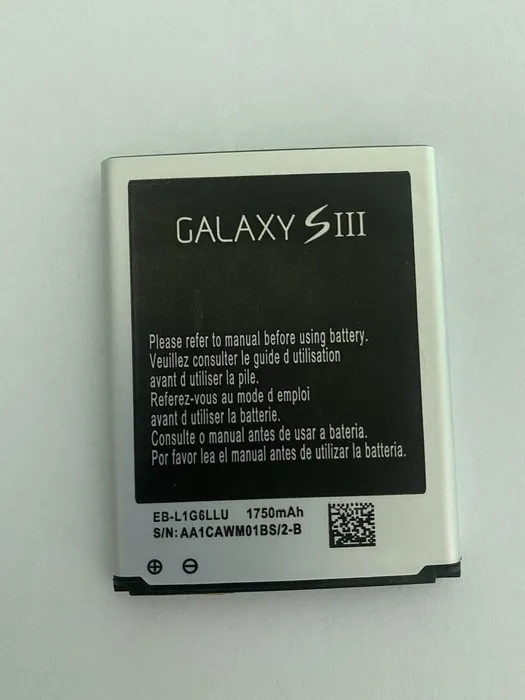 GALAXY S III
Please refer to manual before using battery.
Veuillez consulter le guide d utilisation
avant d utiliser la pile.
Referez-vous au mode d emploi
avant d utiliser la batterie.
Consulte o manual antes de usar a bateria.
Por favor lea el manual antes de utilizar la batería.
EB-L1G6LLU 1750mAh
S/N: AA1CAWM01BS/2-B
⊕ ⊖